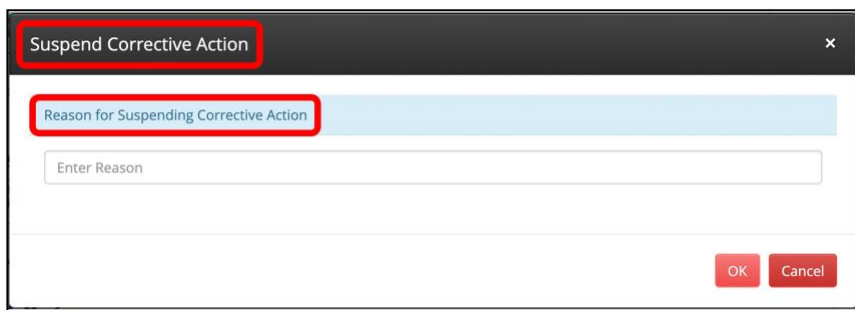 Suspend Corrective Action ×
Reason for Suspending Corrective Action
Enter Reason
OK Cancel